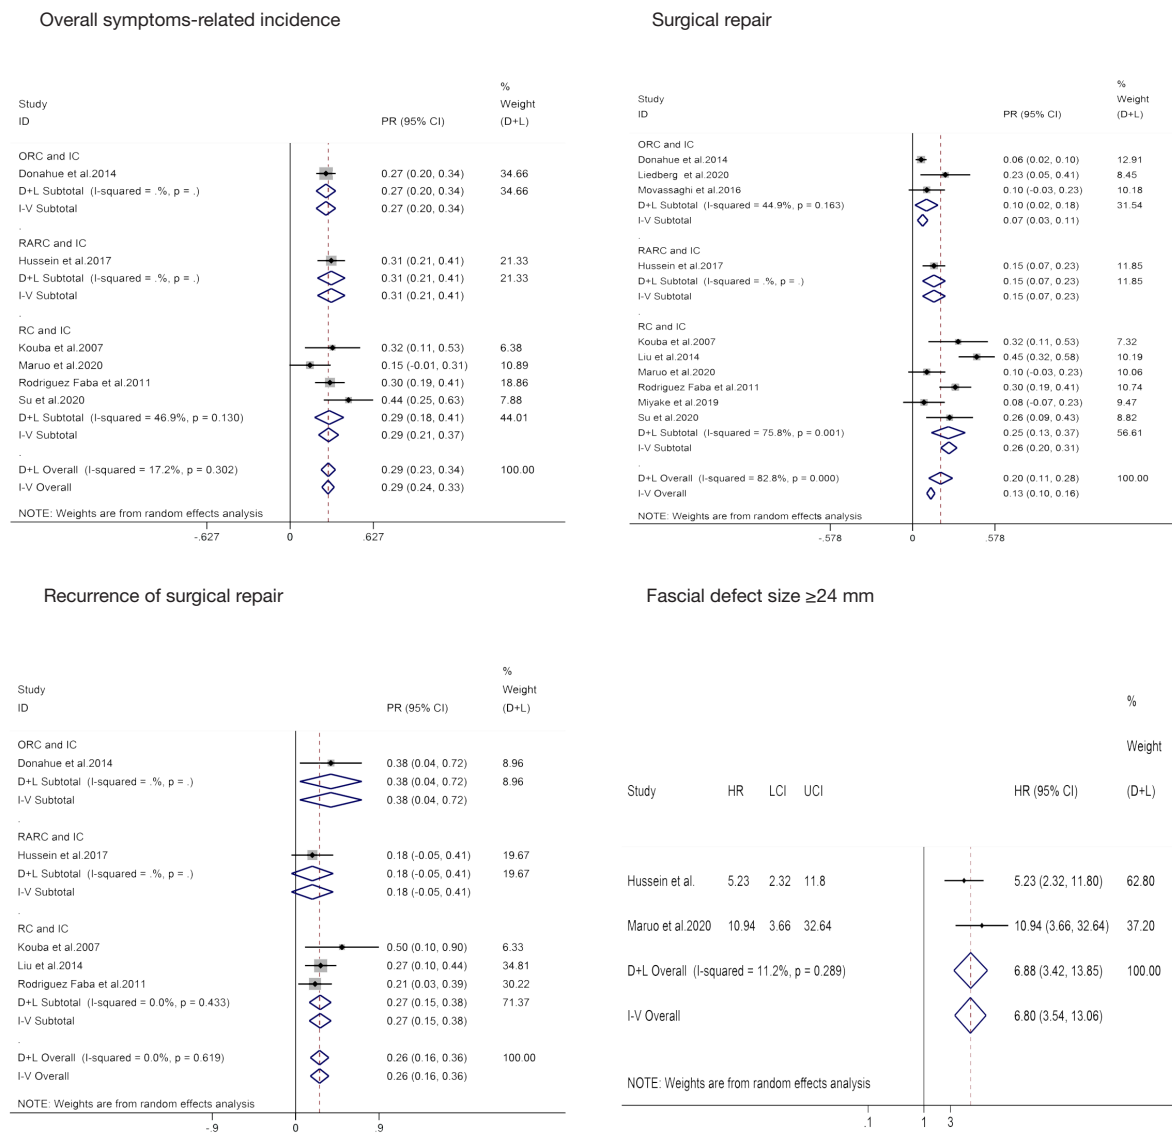 Overall symptoms-related incidence
%
Study Weight
ID PR (95% CI) (D+L)
ORC and IC
Donahue et al.2014 0.27 (0.20, 0.34) 34.66
D+L Subtotal (I-squared = .%, p = .) 0.27 (0.20, 0.34) 34.66
I-V Subtotal 0.27 (0.20, 0.34)
.
RARC and IC
Hussein et al.2017 0.31 (0.21, 0.41) 21.33
D+L Subtotal (I-squared = .%, p = .) 0.31 (0.21, 0.41) 21.33
I-V Subtotal 0.31 (0.21, 0.41)
.
RC and IC
Kouba et al.2007 0.32 (0.11, 0.53) 6.38
Maruo et al.2020 0.15 (-0.01, 0.31) 10.89
Rodriguez Faba et al.2011 0.30 (0.19, 0.41) 18.86
Su et al.2020 0.44 (0.25, 0.63) 7.88
D+L Subtotal (I-squared = 46.9%, p = 0.130) 0.29 (0.18, 0.41) 44.01
I-V Subtotal 0.29 (0.21, 0.37)
.
D+L Overall (I-squared = 17.2%, p = 0.302) 0.29 (0.23, 0.34) 100.00
I-V Overall 0.29 (0.24, 0.33)
NOTE: Weights are from random effects analysis
-.627 0 .627
Surgical repair
%
Study Weight
ID PR (95% CI) (D+L)
ORC and IC
Donahue et al.2014 0.06 (0.02, 0.10) 12.91
Liedberg et al.2020 0.23 (0.05, 0.41) 8.45
Movassaghi et al.2016 0.10 (-0.03, 0.23) 10.18
D+L Subtotal (I-squared = 44.9%, p = 0.163) 0.10 (0.02, 0.18) 31.54
I-V Subtotal 0.07 (0.03, 0.11)
.
RARC and IC
Hussein et al.2017 0.15 (0.07, 0.23) 11.85
D+L Subtotal (I-squared = .%, p = .) 0.15 (0.07, 0.23) 11.85
I-V Subtotal 0.15 (0.07, 0.23)
.
RC and IC
Kouba et al.2007 0.32 (0.11, 0.53) 7.32
Liu et al.2014 0.45 (0.32, 0.58) 10.19
Maruo et al.2020 0.10 (-0.03, 0.23) 10.06
Rodriguez Faba et al.2011 0.30 (0.19, 0.41) 10.74
Miyake et al.2019 0.08 (-0.07, 0.23) 9.47
Su et al.2020 0.26 (0.09, 0.43) 8.82
D+L Subtotal (I-squared = 75.8%, p = 0.001) 0.25 (0.13, 0.37) 56.61
I-V Subtotal 0.26 (0.20, 0.31)
.
D+L Overall (I-squared = 82.8%, p = 0.000) 0.20 (0.11, 0.28) 100.00
I-V Overall 0.13 (0.10, 0.16)
NOTE: Weights are from random effects analysis
-.578 0 .578
Recurrence of surgical repair
%
Study Weight
ID PR (95% CI) (D+L)
ORC and IC
Donahue et al.2014 0.38 (0.04, 0.72) 8.96
D+L Subtotal (I-squared = .%, p = .) 0.38 (0.04, 0.72) 8.96
I-V Subtotal 0.38 (0.04, 0.72)
.
RARC and IC
Hussein et al.2017 0.18 (-0.05, 0.41) 19.67
D+L Subtotal (I-squared = .%, p = .) 0.18 (-0.05, 0.41) 19.67
I-V Subtotal 0.18 (-0.05, 0.41)
.
RC and IC
Kouba et al.2007 0.50 (0.10, 0.90) 6.33
Liu et al.2014 0.27 (0.10, 0.44) 34.81
Rodriguez Faba et al.2011 0.21 (0.03, 0.39) 30.22
D+L Subtotal (I-squared = 0.0%, p = 0.433) 0.27 (0.15, 0.38) 71.37
I-V Subtotal 0.27 (0.15, 0.38)
.
D+L Overall (I-squared = 0.0%, p = 0.619) 0.26 (0.16, 0.36) 100.00
I-V Overall 0.26 (0.16, 0.36)
NOTE: Weights are from random effects analysis
-.9 0 .9
Fascial defect size ≥24 mm
%
Weight
Study HR LCI UCI HR (95% CI) (D+L)
Hussein et al. 5.23 2.32 11.8 5.23 (2.32, 11.80) 62.80
Maruo et al.2020 10.94 3.66 32.64 10.94 (3.66, 32.64) 37.20
D+L Overall (I-squared = 11.2%, p = 0.289) 6.88 (3.42, 13.85) 100.00
I-V Overall 6.80 (3.54, 13.06)
NOTE: Weights are from random effects analysis
.1 1 3